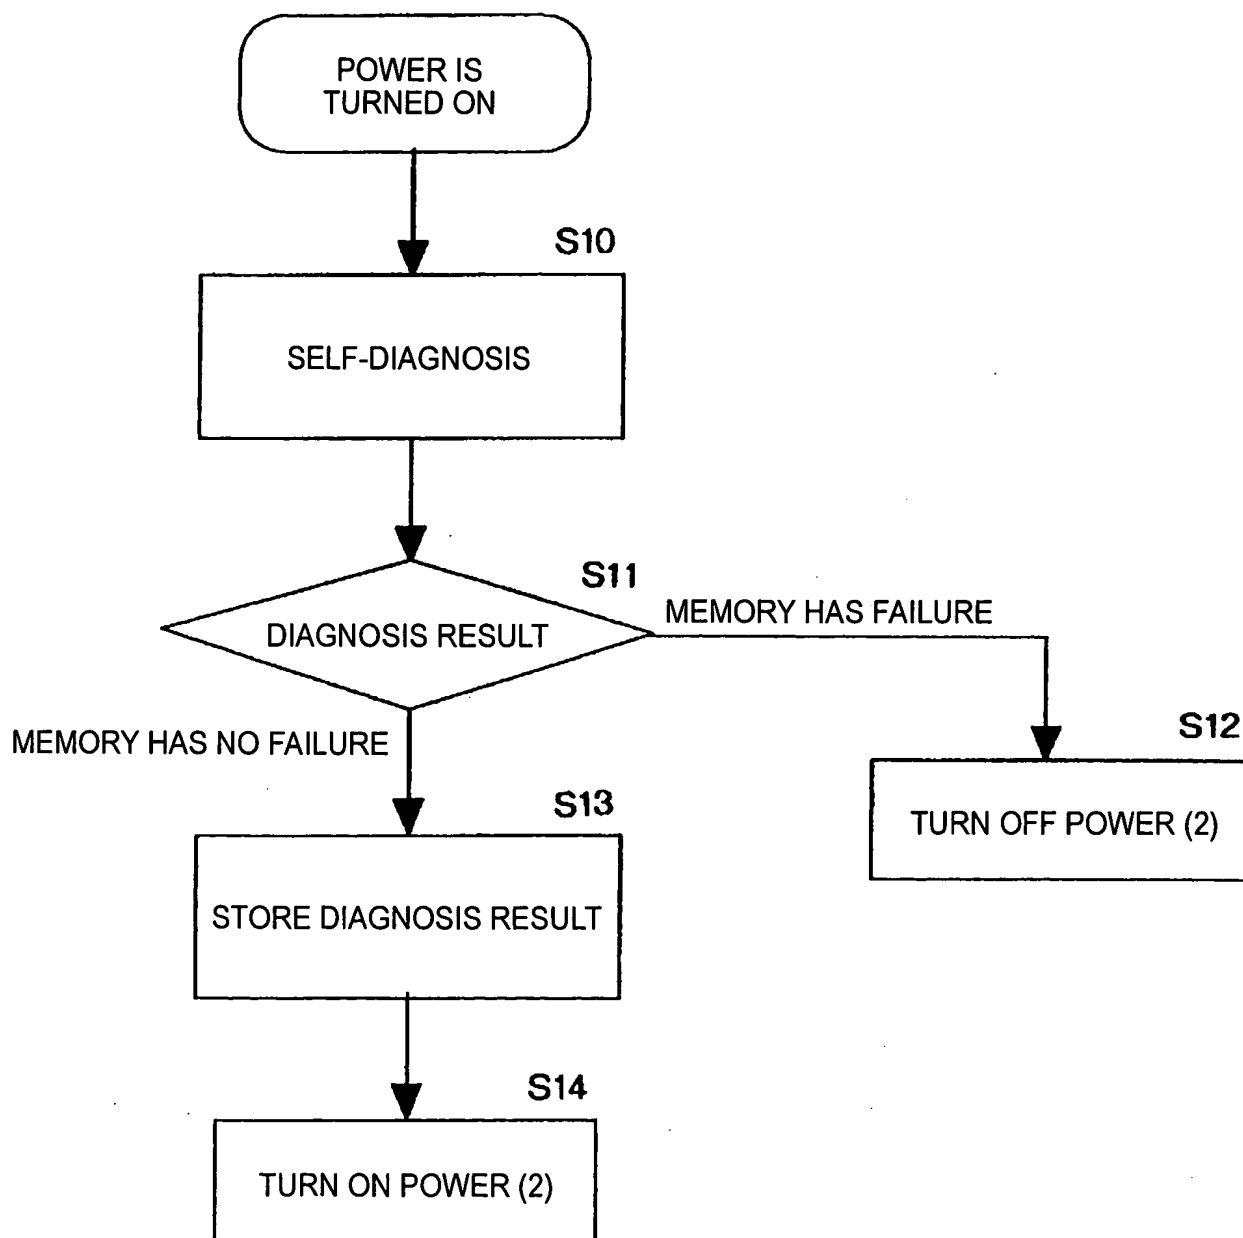 POWER IS
TURNED ON
S10
SELF-DIAGNOSIS
S11
DIAGNOSIS RESULT
MEMORY HAS FAILURE
MEMORY HAS NO FAILURE
S12
TURN OFF POWER (2)
S13
STORE DIAGNOSIS RESULT
S14
TURN ON POWER (2)